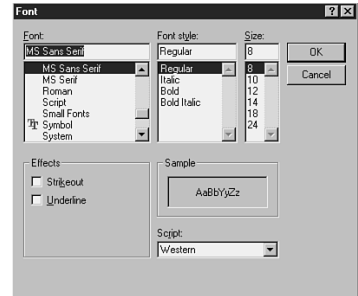 Font
Font: Font style: Size:
MS Sans Serif Regular 8 OK
MS Sans Serif Regular 8 Cancel
MS Serif Italic 10
Roman Bold 12
Script Bold Italic 14
Small Fonts 18
Symbol 24
System
Effects Sample
Strikeout
Underline
AaBbYyZz
Script:
Western